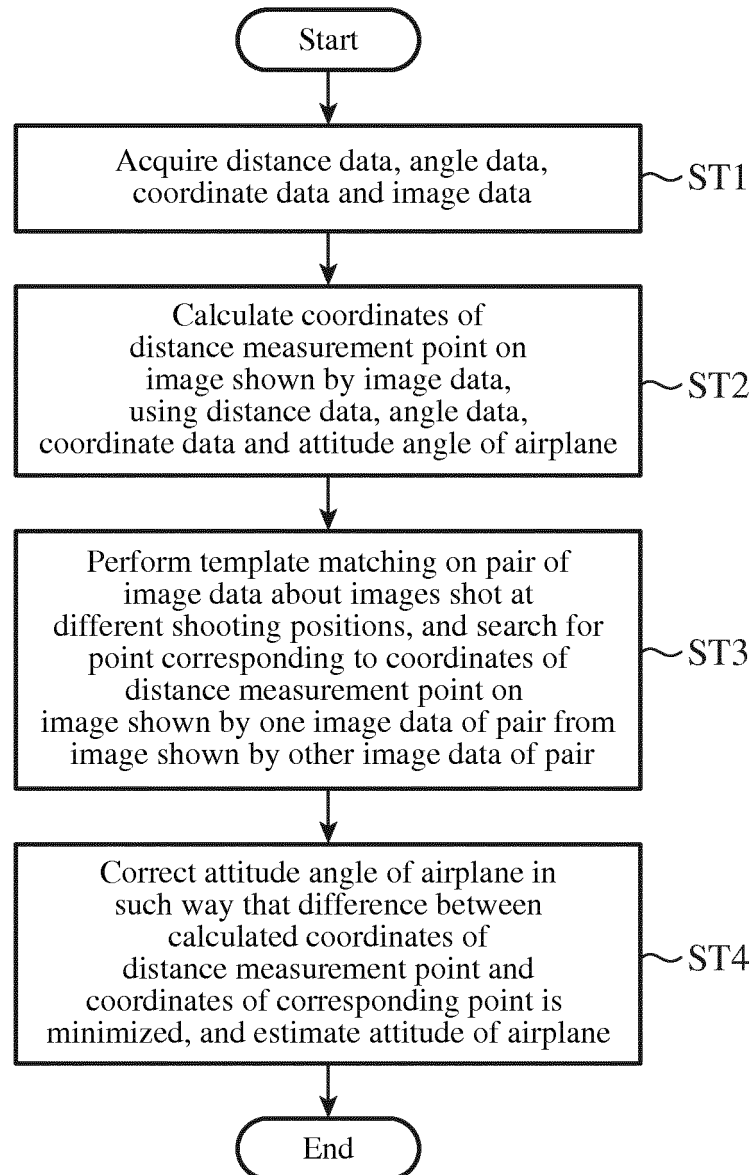 Start
Acquire distance data, angle data,
coordinate data and image data
ST1
Calculate coordinates of
distance measurement point on
image shown by image data,
using distance data, angle data,
coordinate data and attitude angle of airplane
ST2
Perform template matching on pair of
image data about images shot at
different shooting positions, and search for
point corresponding to coordinates of
distance measurement point on
image shown by one image data of pair from
image shown by other image data of pair
ST3
Correct attitude angle of airplane in
such way that difference between
calculated coordinates of
distance measurement point and
coordinates of corresponding point is
minimized, and estimate attitude of airplane
ST4
End